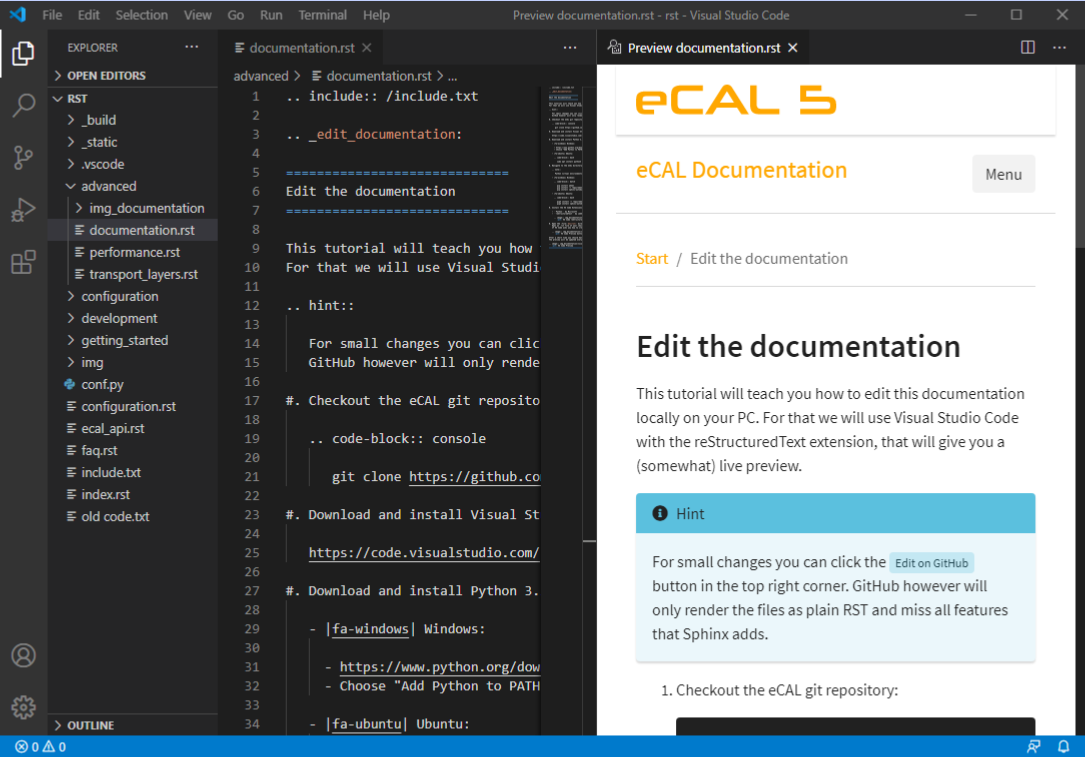 File Edit Selection View Go Run Terminal Help Preview documentation.rst - rst - Visual Studio Code
EXPLORER
OPEN EDITORS
RST
_build
_static
.vscode
advanced
img_documentation
documentation.rst
performance.rst
transport_layers.rst
configuration
development
getting_started
img
conf.py
configuration.rst
ecal_api.rst
faq.rst
include.txt
index.rst
old code.txt
OUTLINE
0 0
documentation.rst
advanced > documentation.rst > ...
1 .. include:: /include.txt
2
3 .. _edit_documentation:
4
5 =============================
6 Edit the documentation
7 =============================
8
9 This tutorial will teach you how
10 For that we will use Visual Studi
11
12 .. hint::
13
14 For small changes you can clic
15 GitHub however will only rende
16
17 #. Checkout the eCAL git reposito
18
19 .. code-block:: console
20
21 git clone https://github.co
22
23 #. Download and install Visual St
24
25 https://code.visualstudio.com/
26
27 #. Download and install Python 3.
28
29 - |fa-windows| Windows:
30
31 - https://www.python.org/dow
32 - Choose "Add Python to PATH
33
34 - |fa-ubuntu| Ubuntu:
Preview documentation.rst
eCAL 5
eCAL Documentation
Menu
Start / Edit the documentation
Edit the documentation
This tutorial will teach you how to edit this documentation
locally on your PC. For that we will use Visual Studio Code
with the reStructuredText extension, that will give you a
(somewhat) live preview.
Hint
For small changes you can click the Edit on GitHub
button in the top right corner. GitHub however will
only render the files as plain RST and miss all features
that Sphinx adds.
1. Checkout the eCAL git repository: